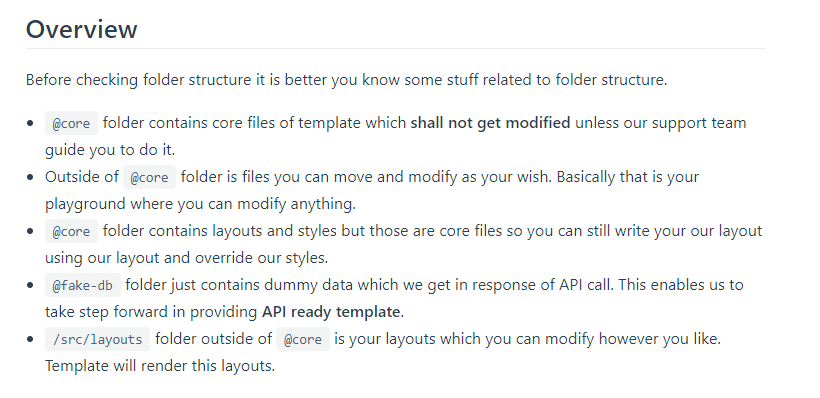 Overview
Before checking folder structure it is better you know some stuff related to folder structure.
• @core folder contains core files of template which shall not get modified unless our support team
guide you to do it.
• Outside of @core folder is files you can move and modify as your wish. Basically that is your
playground where you can modify anything.
• @core folder contains layouts and styles but those are core files so you can still write your our layout
using our layout and override our styles.
• @fake-db folder just contains dummy data which we get in response of API call. This enables us to
take step forward in providing API ready template.
• /src/layouts folder outside of @core is your layouts which you can modify however you like.
Template will render this layouts.